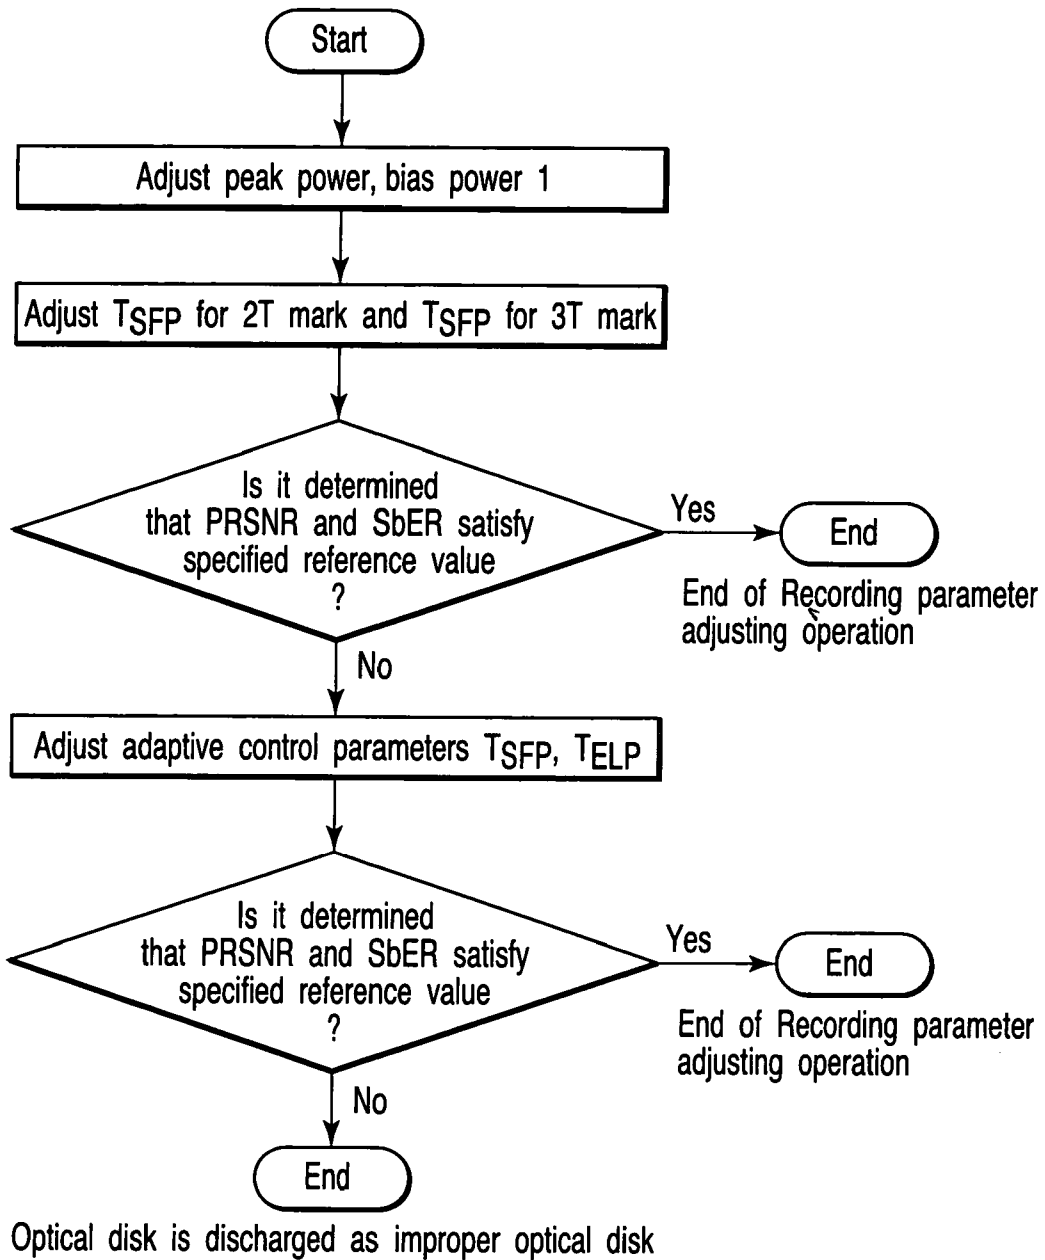 Start
Adjust peak power, bias power 1
Adjust TSFP for 2T mark and TSFP for 3T mark
Is it determined
that PRSNR and SbER satisfy
specified reference value
?
Yes
End
End of Recording parameter
adjusting operation
No
Adjust adaptive control parameters TSFP, TELP
Is it determined
that PRSNR and SbER satisfy
specified reference value
?
Yes
End
End of Recording parameter
adjusting operation
No
End
Optical disk is discharged as improper optical disk